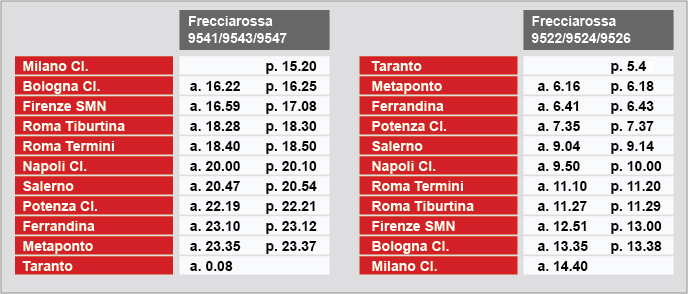 Frecciarossa
9541/9543/9547
Milano Cl. p. 15.20
Bologna Cl. a. 16.22 p. 16.25
Firenze SMN a. 16.59 p. 17.08
Roma Tiburtina a. 18.28 p. 18.30
Roma Termini a. 18.40 p. 18.50
Napoli Cl. a. 20.00 p. 20.10
Salerno a. 20.47 p. 20.54
Potenza Cl. a. 22.19 p. 22.21
Ferrandina a. 23.10 p. 23.12
Metaponto a. 23.35 p. 23.37
Taranto a. 0.08
Frecciarossa
9522/9524/9526
Taranto p. 5.4
Metaponto a. 6.16 p. 6.18
Ferrandina a. 6.41 p. 6.43
Potenza Cl. a. 7.35 p. 7.37
Salerno a. 9.04 p. 9.14
Napoli Cl. a. 9.50 p. 10.00
Roma Termini a. 11.10 p. 11.20
Roma Tiburtina a. 11.27 p. 11.29
Firenze SMN a. 12.51 p. 13.00
Bologna Cl. a. 13.35 p. 13.38
Milano Cl. a. 14.40